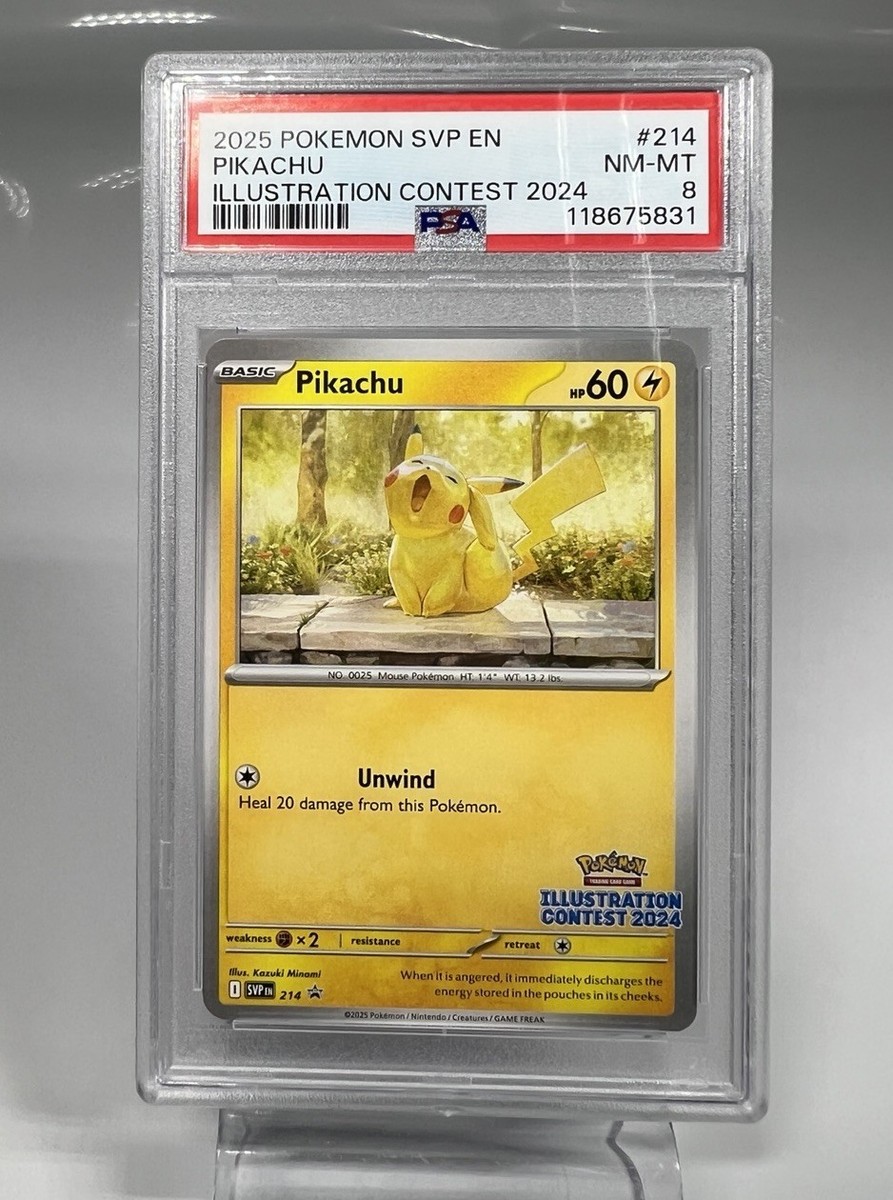 2025 POKEMON SVP EN #214
PIKACHU NM-MT
ILLUSTRATION CONTEST 2024 8
PSA 118675831
BASIC Pikachu HP 60
NO. 0025 Mouse Pokémon HT: 1'4" WT: 13.2 lbs.
Unwind
Heal 20 damage from this Pokémon.
POKéMON
TRADING CARD GAME
ILLUSTRATION
CONTEST 2024
weakness ×2 resistance retreat
Illus. Kazuki Minami
When it is angered, it immediately discharges the
energy stored in the pouches in its cheeks.
I SVP EN 214
©2025 Pokémon / Nintendo / Creatures / GAME FREAK